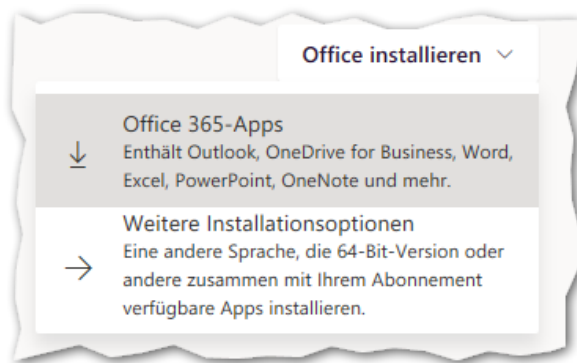 Office installieren
Office 365-Apps
Enthält Outlook, OneDrive for Business, Word,
Excel, PowerPoint, OneNote und mehr.
Weitere Installationsoptionen
Eine andere Sprache, die 64-Bit-Version oder
andere zusammen mit Ihrem Abonnement
verfügbare Apps installieren.